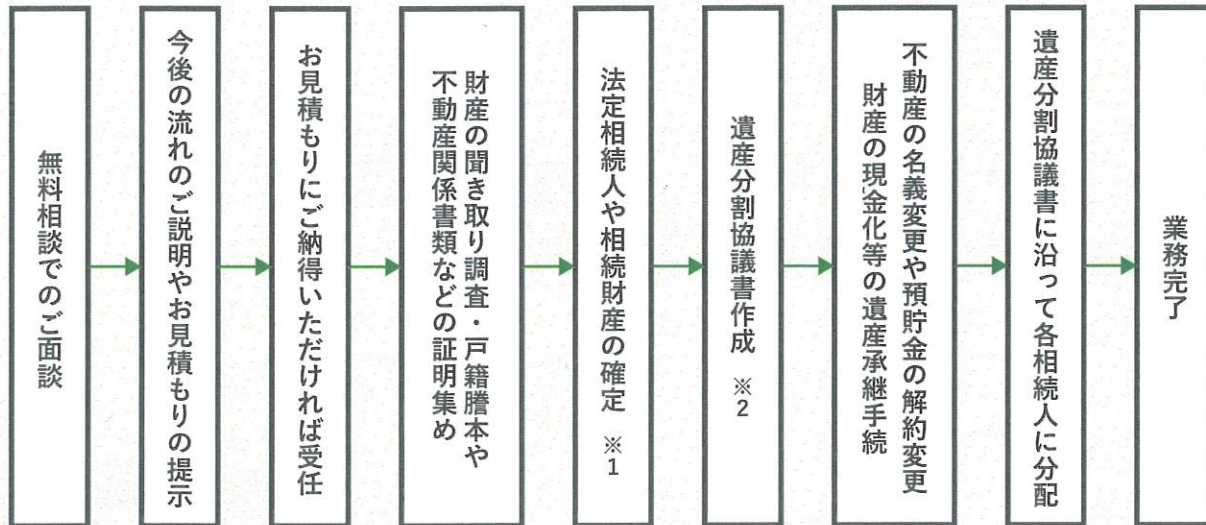 無料相談でのご面談
今後の流れのご説明やお見積もりの提示
お見積もりにご納得いただければ受任
財産の聞き取り調査・戸籍謄本や
不動産関係書類などの証明集め
法定相続人や相続財産の確定 ※1
遺産分割協議書作成 ※2
不動産の名義変更や預貯金の解約変更
財産の現金化等の遺産承継手続
遺産分割協議書に沿って各相続人に分配
業務完了